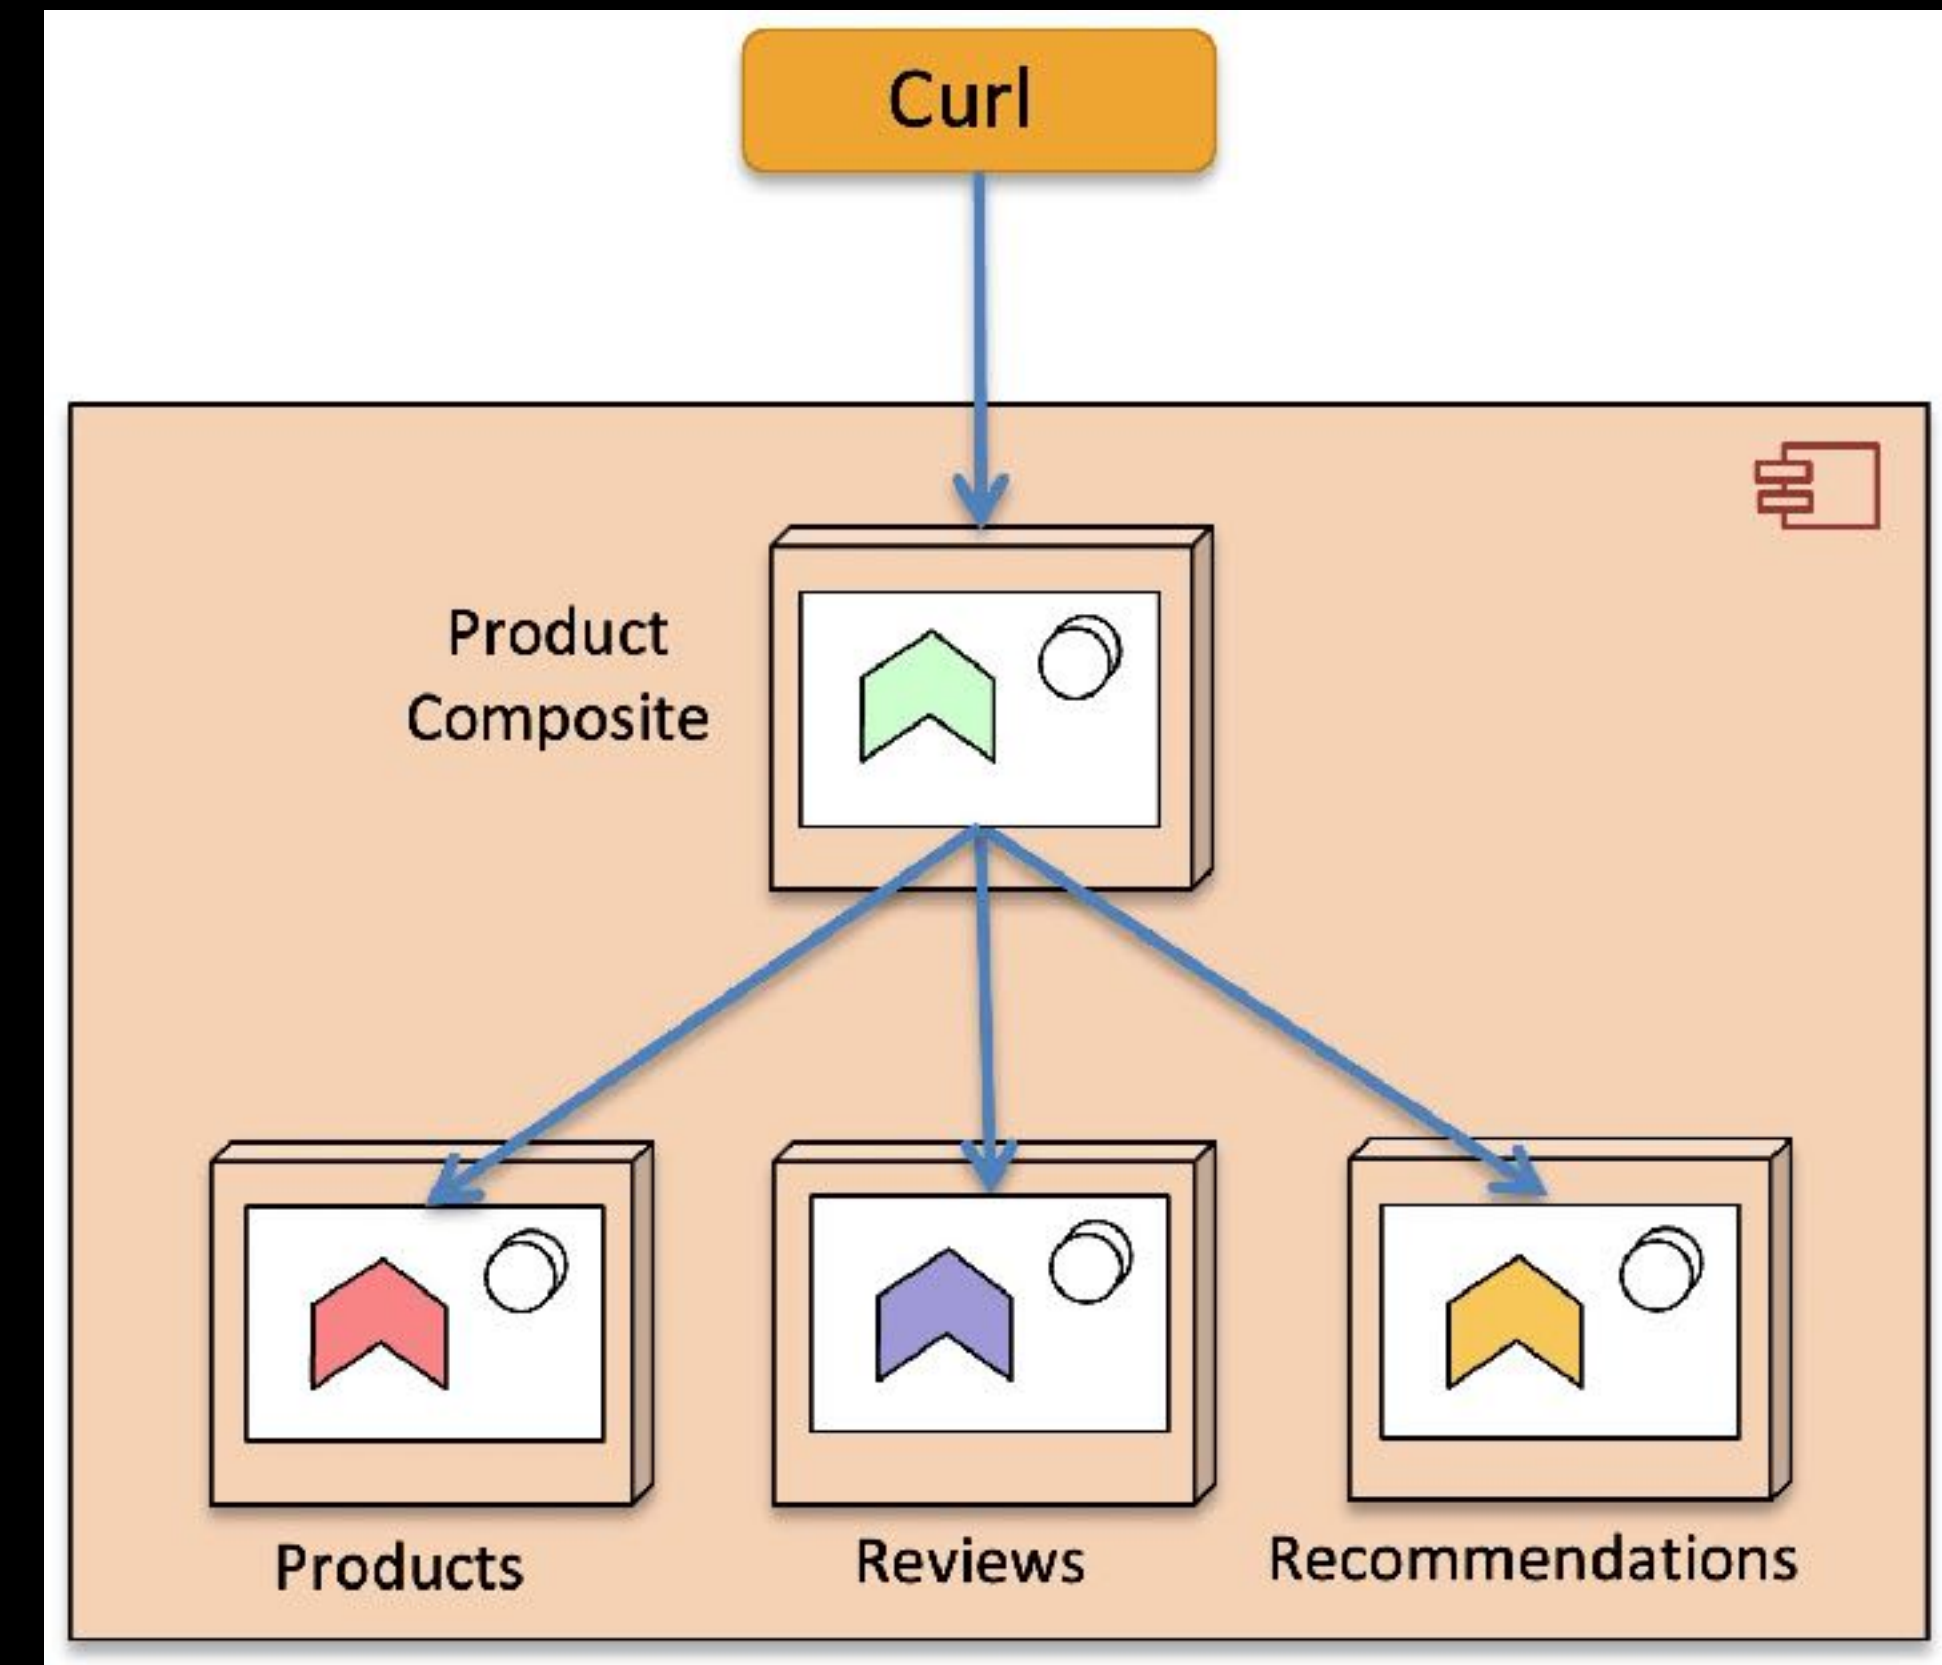 Curl
Product
Composite
Products
Reviews
Recommendations